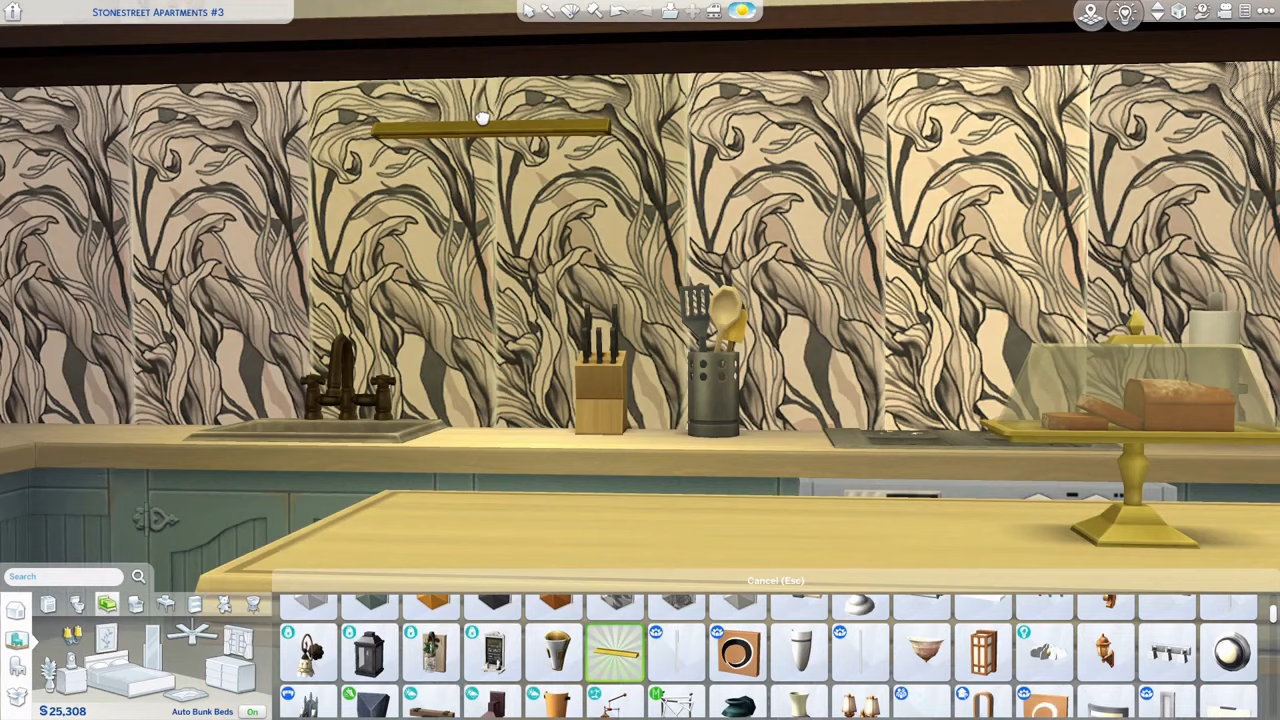 Stonestreet Apartments #3
Cancel (Esc)
Search
§25,308
Auto Bunk Beds
On